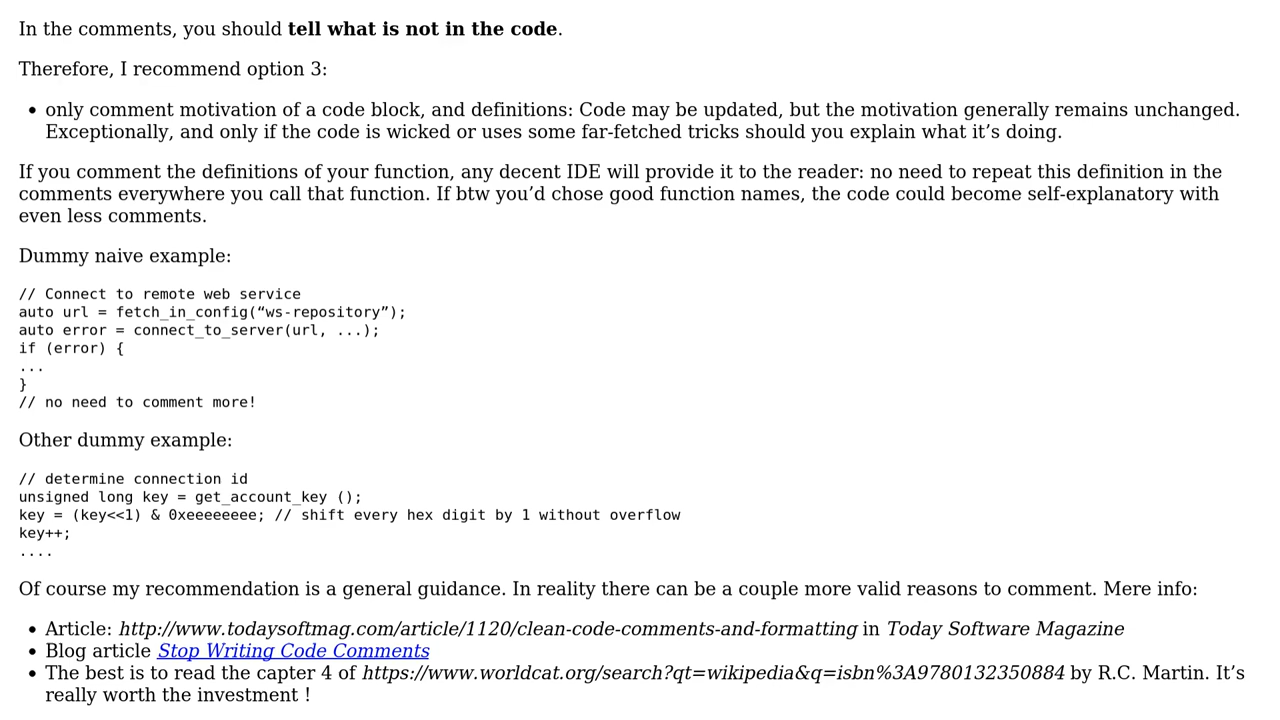 In the comments, you should tell what is not in the code.
Therefore, I recommend option 3:
• only comment motivation of a code block, and definitions: Code may be updated, but the motivation generally remains unchanged.
Exceptionally, and only if the code is wicked or uses some far-fetched tricks should you explain what it’s doing.
If you comment the definitions of your function, any decent IDE will provide it to the reader: no need to repeat this definition in the
comments everywhere you call that function. If btw you’d chose good function names, the code could become self-explanatory with
even less comments.
Dummy naive example:
// Connect to remote web service
auto url = fetch_in_config(“ws-repository”);
auto error = connect_to_server(url, ...);
if (error) {
...
}
// no need to comment more!
Other dummy example:
// determine connection id
unsigned long key = get_account_key ();
key = (key<<1) & 0xeeeeeeee; // shift every hex digit by 1 without overflow
key++;
....
Of course my recommendation is a general guidance. In reality there can be a couple more valid reasons to comment. Mere info:
• Article: http://www.todaysoftmag.com/article/1120/clean-code-comments-and-formatting in Today Software Magazine
• Blog article Stop Writing Code Comments
• The best is to read the capter 4 of https://www.worldcat.org/search?qt=wikipedia&q=isbn%3A9780132350884 by R.C. Martin. It’s
really worth the investment !